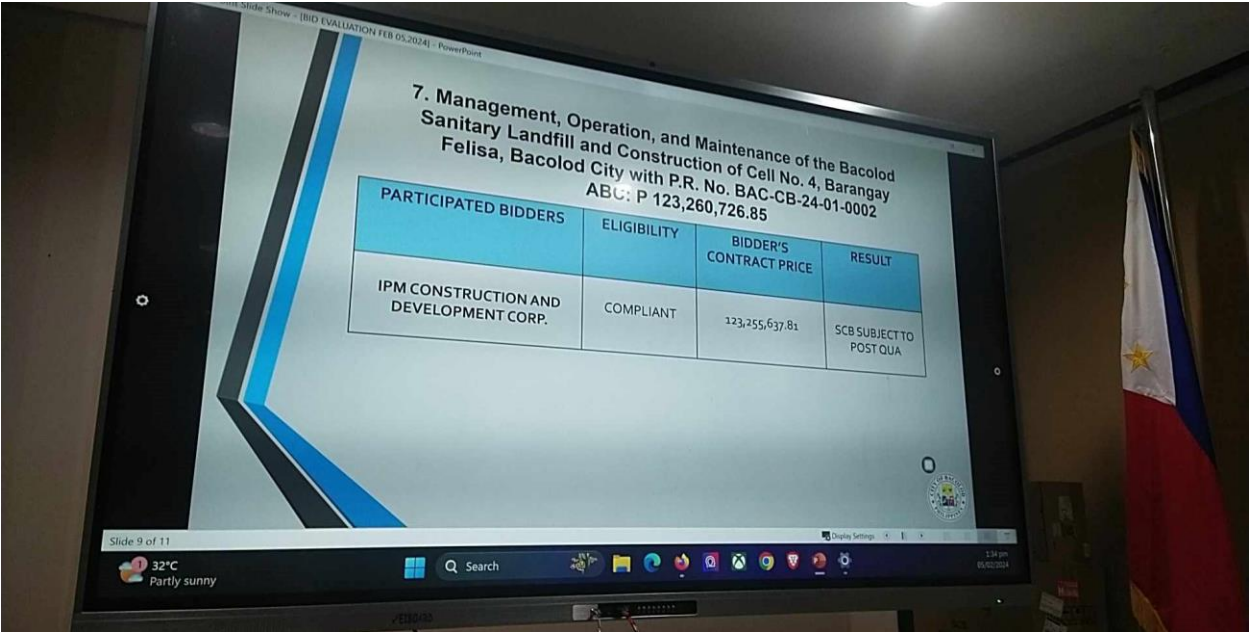 Slide Show - [BID EVALUATION FEB 05,2024] - PowerPoint
7. Management, Operation, and Maintenance of the Bacolod
Sanitary Landfill and Construction of Cell No. 4, Barangay
Felisa, Bacolod City with P.R. No. BAC-CB-24-01-0002
ABC: P 123,260,726.85
PARTICIPATED BIDDERS
ELIGIBILITY
BIDDER'S
CONTRACT PRICE
RESULT
IPM CONSTRUCTION AND
DEVELOPMENT CORP.
COMPLIANT
123,255,637.81
SCB SUBJECT TO
POST QUA
Slide 9 of 11
Display Settings
1
32°C
Partly sunny
Search
1:34 pm
05/02/2024